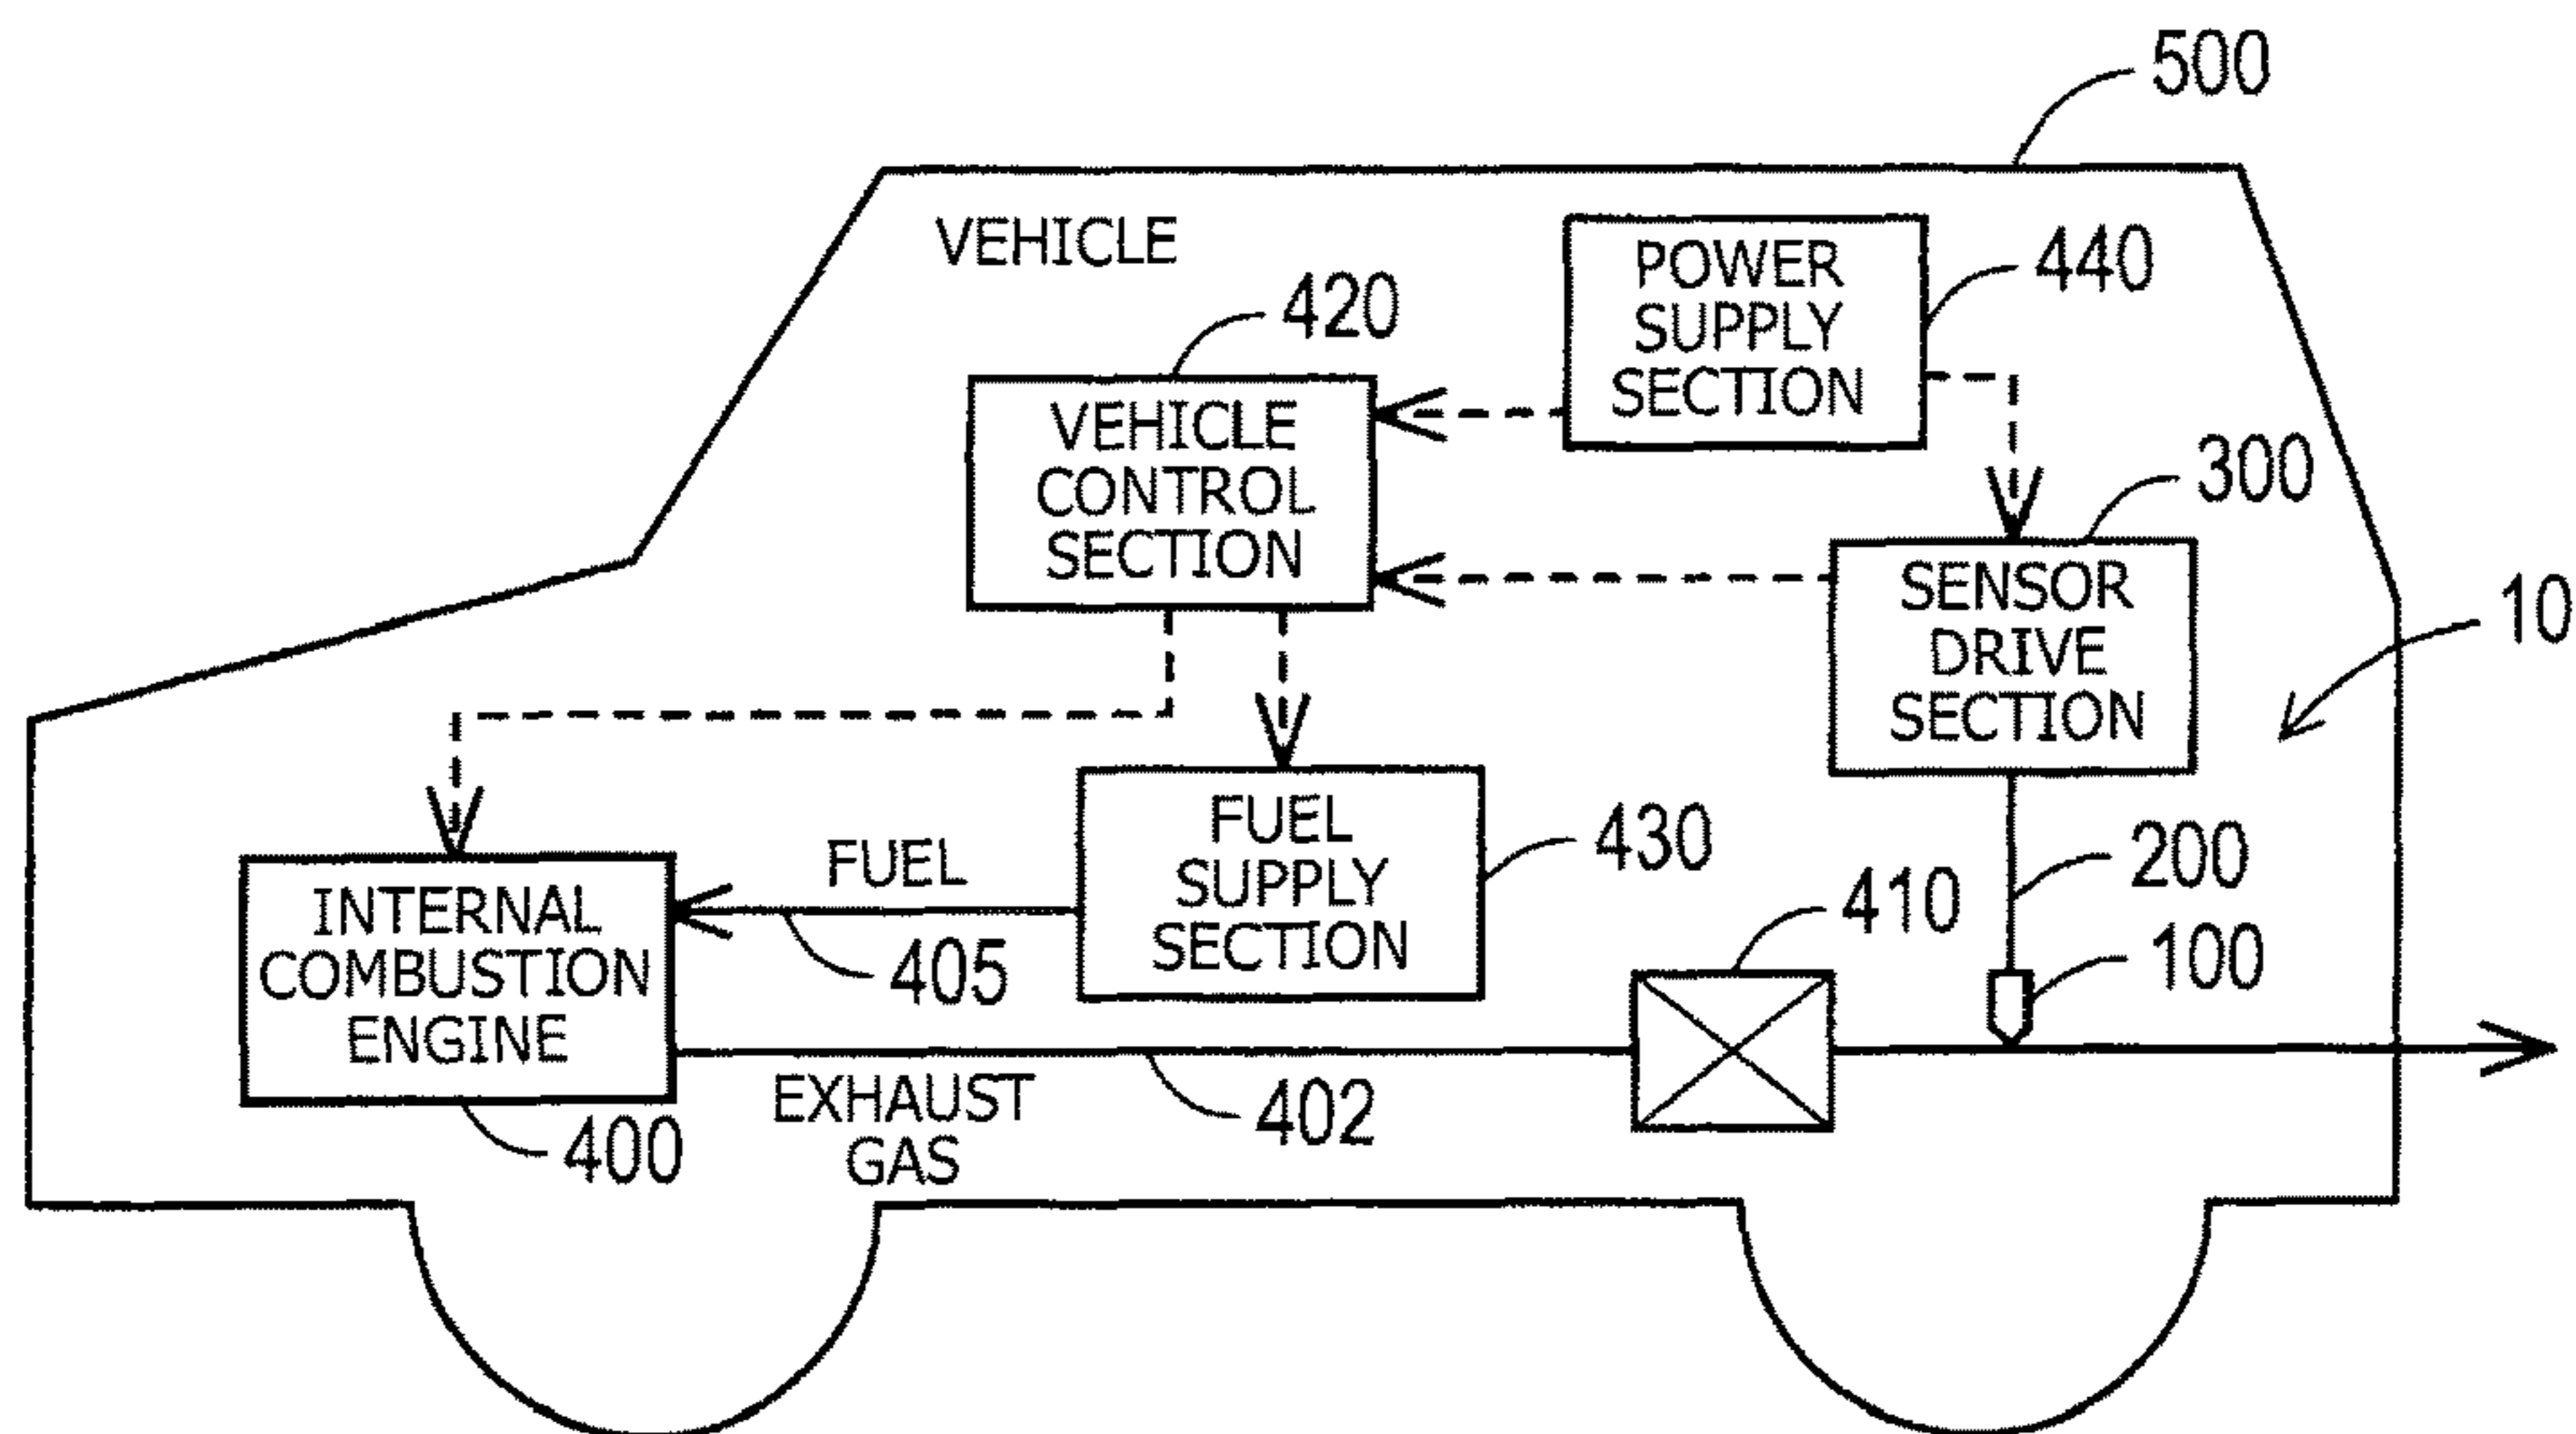 500
VEHICLE
POWER
SUPPLY
SECTION
440
420
VEHICLE
CONTROL
SECTION
300
SENSOR
DRIVE
SECTION
10
FUEL
SUPPLY
SECTION
430
FUEL
405
200
410
100
INTERNAL
COMBUSTION
ENGINE
400
EXHAUST
GAS
402